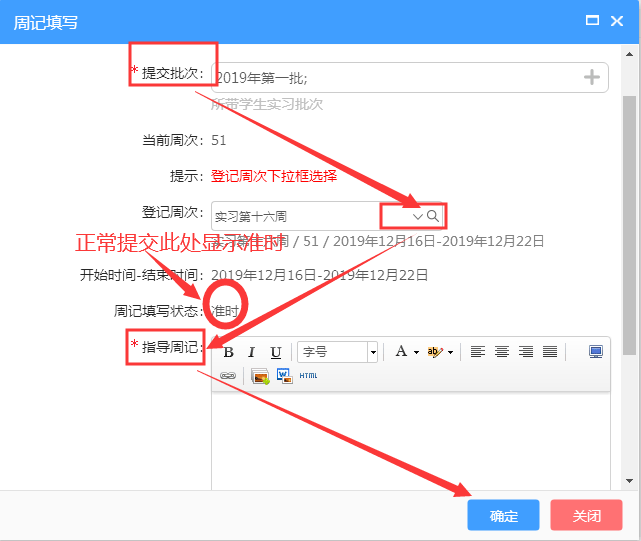 周记填写
* 提交批次： 2019年第一批;
所带学生实习批次
当前周次： 51
提示： 登记周次下拉框选择
登记周次： 实习第十六周
周 / 51 / 2019年12月16日-2019年12月22日
正常提交此处显示准时
开始时间-结束时间： 2019年12月16日-2019年12月22日
周记填写状态： 准时
* 指导周记：
B I U 字号 A ab
HTML
确定 关闭